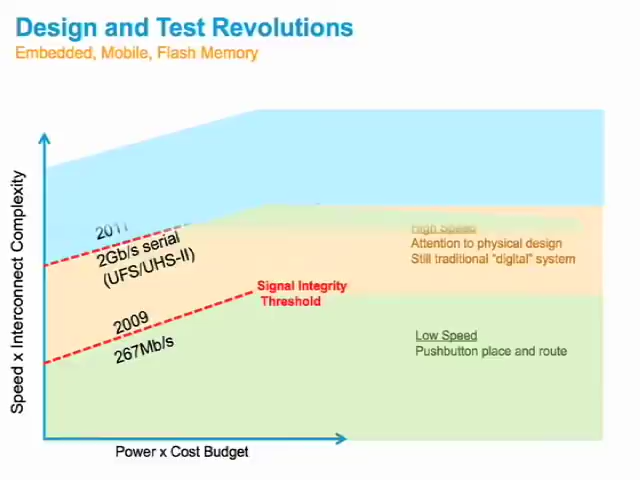 Design and Test Revolutions
Embedded, Mobile, Flash Memory
Speed x Interconnect Complexity
2Gb/s serial
(UFS/UHS-II)
High Speed
Attention to physical design
Still traditional "digital" system
Signal Integrity
Threshold
2009
267Mb/s
Low Speed
Pushbutton place and route
Power x Cost Budget